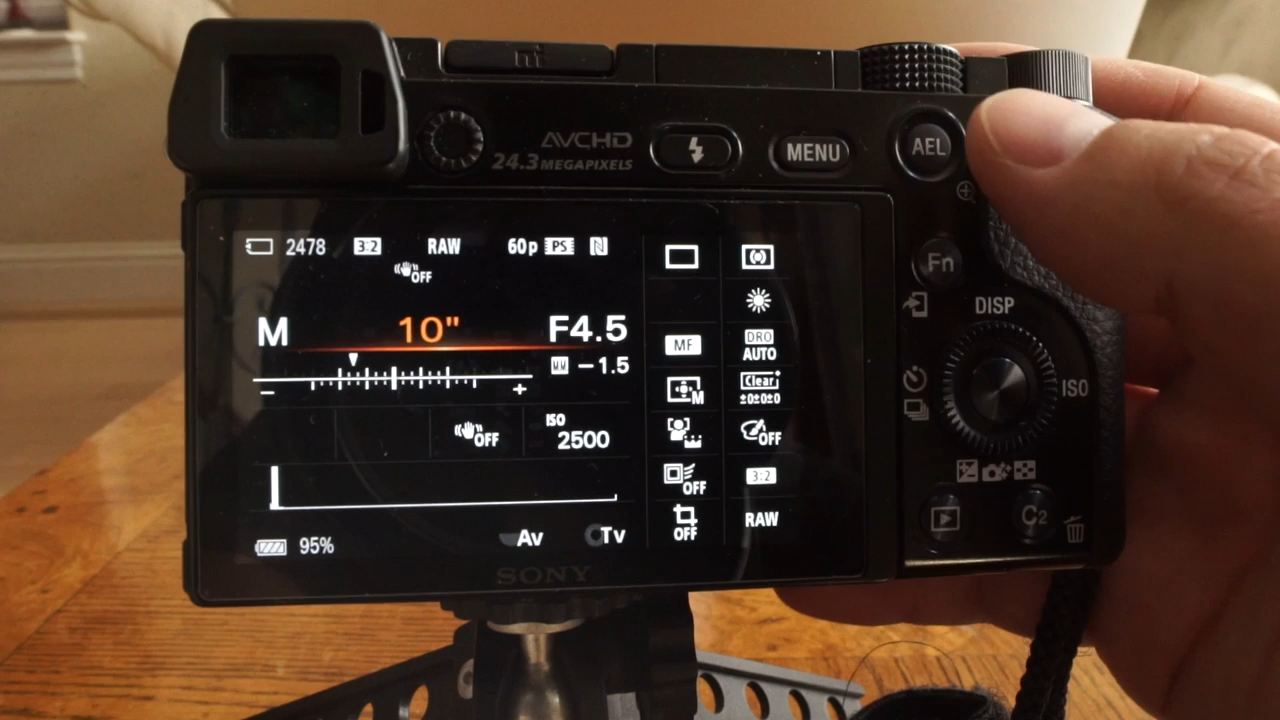 AVCHD
24.3 MEGAPIXELS
MENU
AEL
2478 3:2 RAW 60p PS
OFF
M 10" F4.5
M M −1.5
− +
OFF ISO 2500
95% Av Tv
MF DRO AUTO
M Clear+ ±0±0±0
OFF
OFF 3:2
OFF RAW
SONY
Fn
DISP
ISO
C2